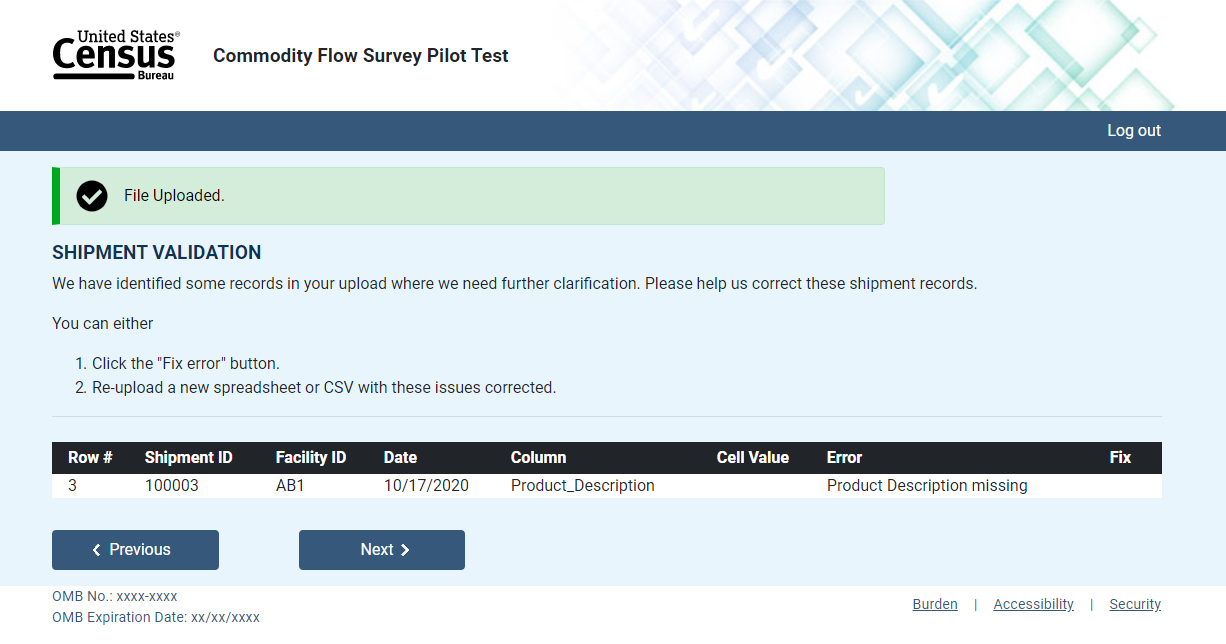 United States®
Census
Bureau
Commodity Flow Survey Pilot Test
Log out
File Uploaded.
SHIPMENT VALIDATION
We have identified some records in your upload where we need further clarification. Please help us correct these shipment records.
You can either
1. Click the "Fix error" button.
2. Re-upload a new spreadsheet or CSV with these issues corrected.
Row # Shipment ID Facility ID Date Column Cell Value Error Fix
3 100003 AB1 10/17/2020 Product_Description Product Description missing
Previous Next
OMB No.: xxxx-xxxx
OMB Expiration Date: xx/xx/xxxx
Burden | Accessibility | Security